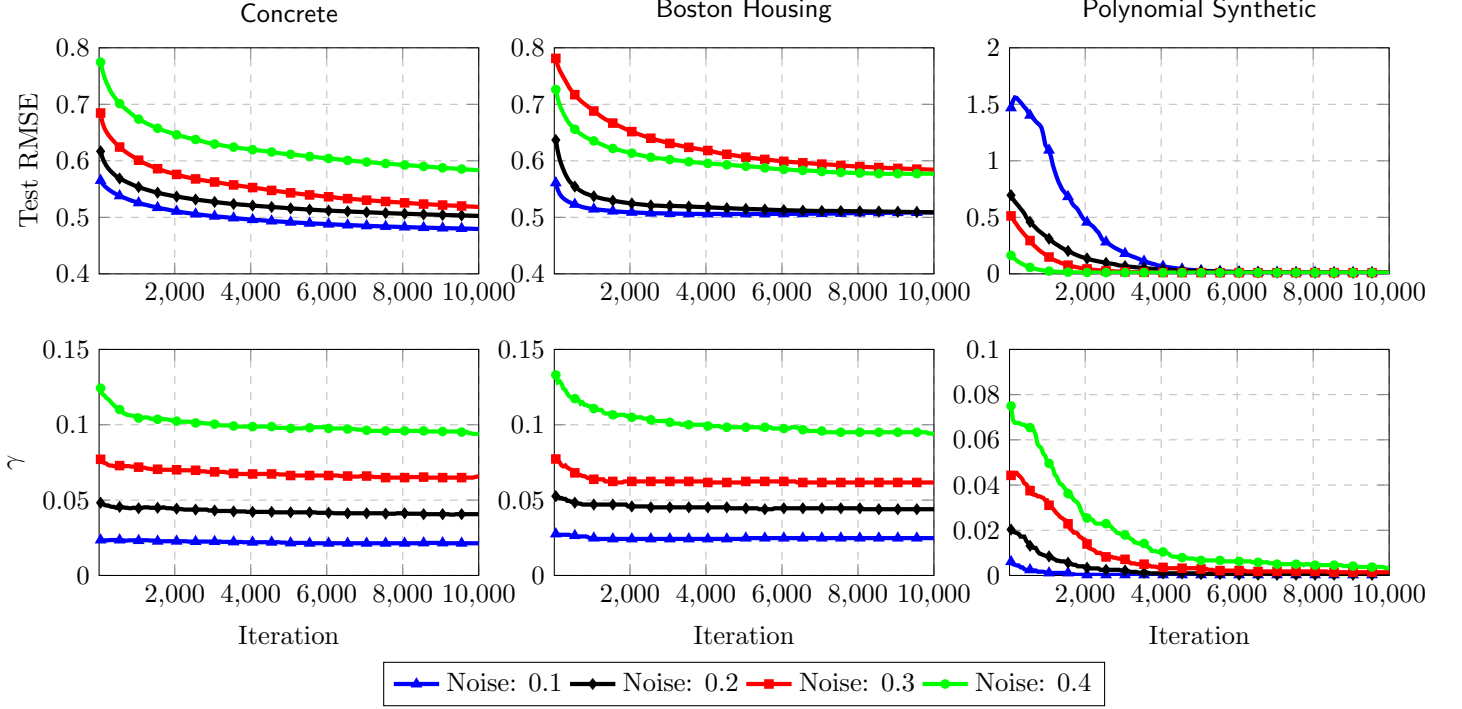 Concrete
Boston Housing
Polynomial Synthetic
Test RMSE
0.8
0.7
0.6
0.5
0.4
2,000 4,000 6,000 8,000 10,000
0.8
0.7
0.6
0.5
0.4
2,000 4,000 6,000 8,000 10,000
2
1.5
1
0.5
0
2,000 4,000 6,000 8,000 10,000
γ
0.15
0.1
0.05
0
2,000 4,000 6,000 8,000 10,000
Iteration
0.15
0.1
0.05
0
2,000 4,000 6,000 8,000 10,000
Iteration
0.1
0.08
0.06
0.04
0.02
0
2,000 4,000 6,000 8,000 10,000
Iteration
Noise: 0.1 Noise: 0.2 Noise: 0.3 Noise: 0.4